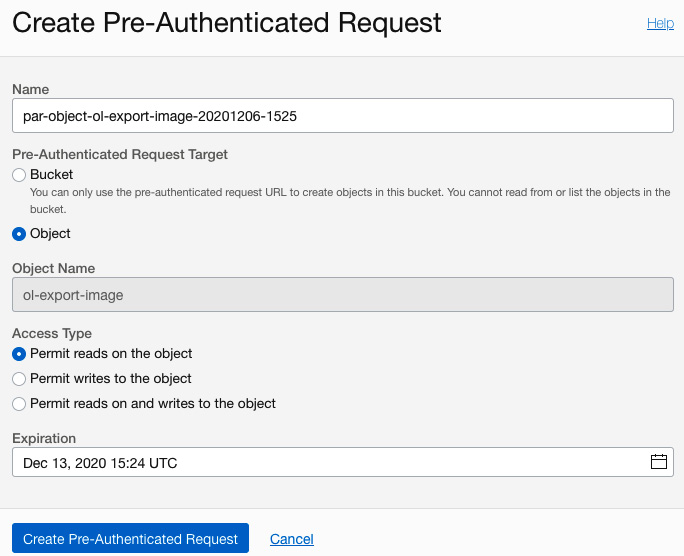 Create Pre-Authenticated Request
Help
Name
par-object-ol-export-image-20201206-1525
Pre-Authenticated Request Target
Bucket
You can only use the pre-authenticated request URL to create objects in this bucket. You cannot read from or list the objects in the
bucket.
Object
Object Name
ol-export-image
Access Type
Permit reads on the object
Permit writes to the object
Permit reads on and writes to the object
Expiration
Dec 13, 2020 15:24 UTC
Create Pre-Authenticated Request
Cancel